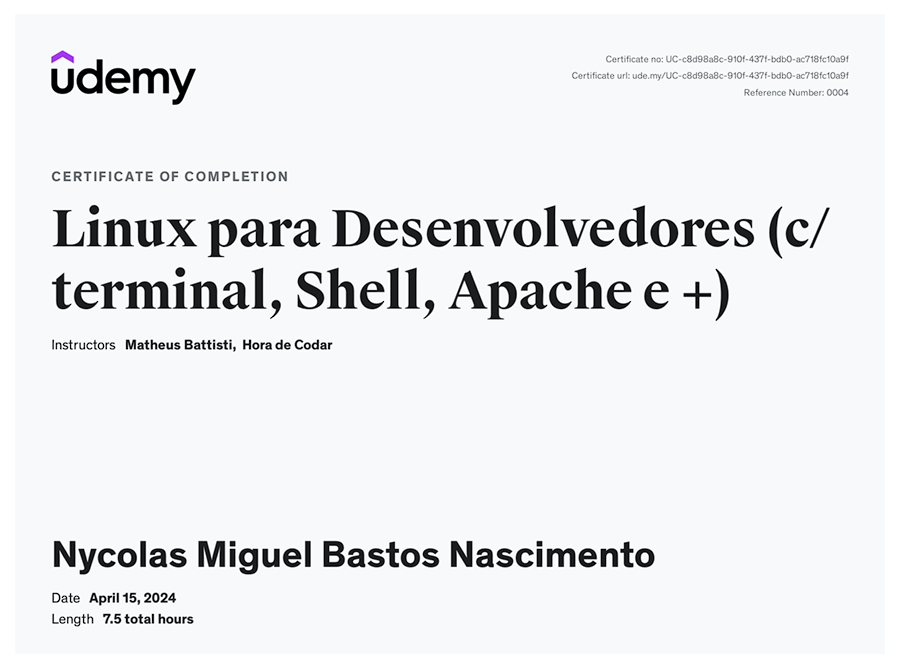 udemy
Certificate no: UC-c8d98a8c-910f-437f-bdb0-ac718fc10a9f
Certificate url: ude.my/UC-c8d98a8c-910f-437f-bdb0-ac718fc10a9f
Reference Number: 0004
CERTIFICATE OF COMPLETION
Linux para Desenvolvedores (c/
terminal, Shell, Apache e +)
Instructors Matheus Battisti, Hora de Codar
Nycolas Miguel Bastos Nascimento
Date April 15, 2024
Length 7.5 total hours